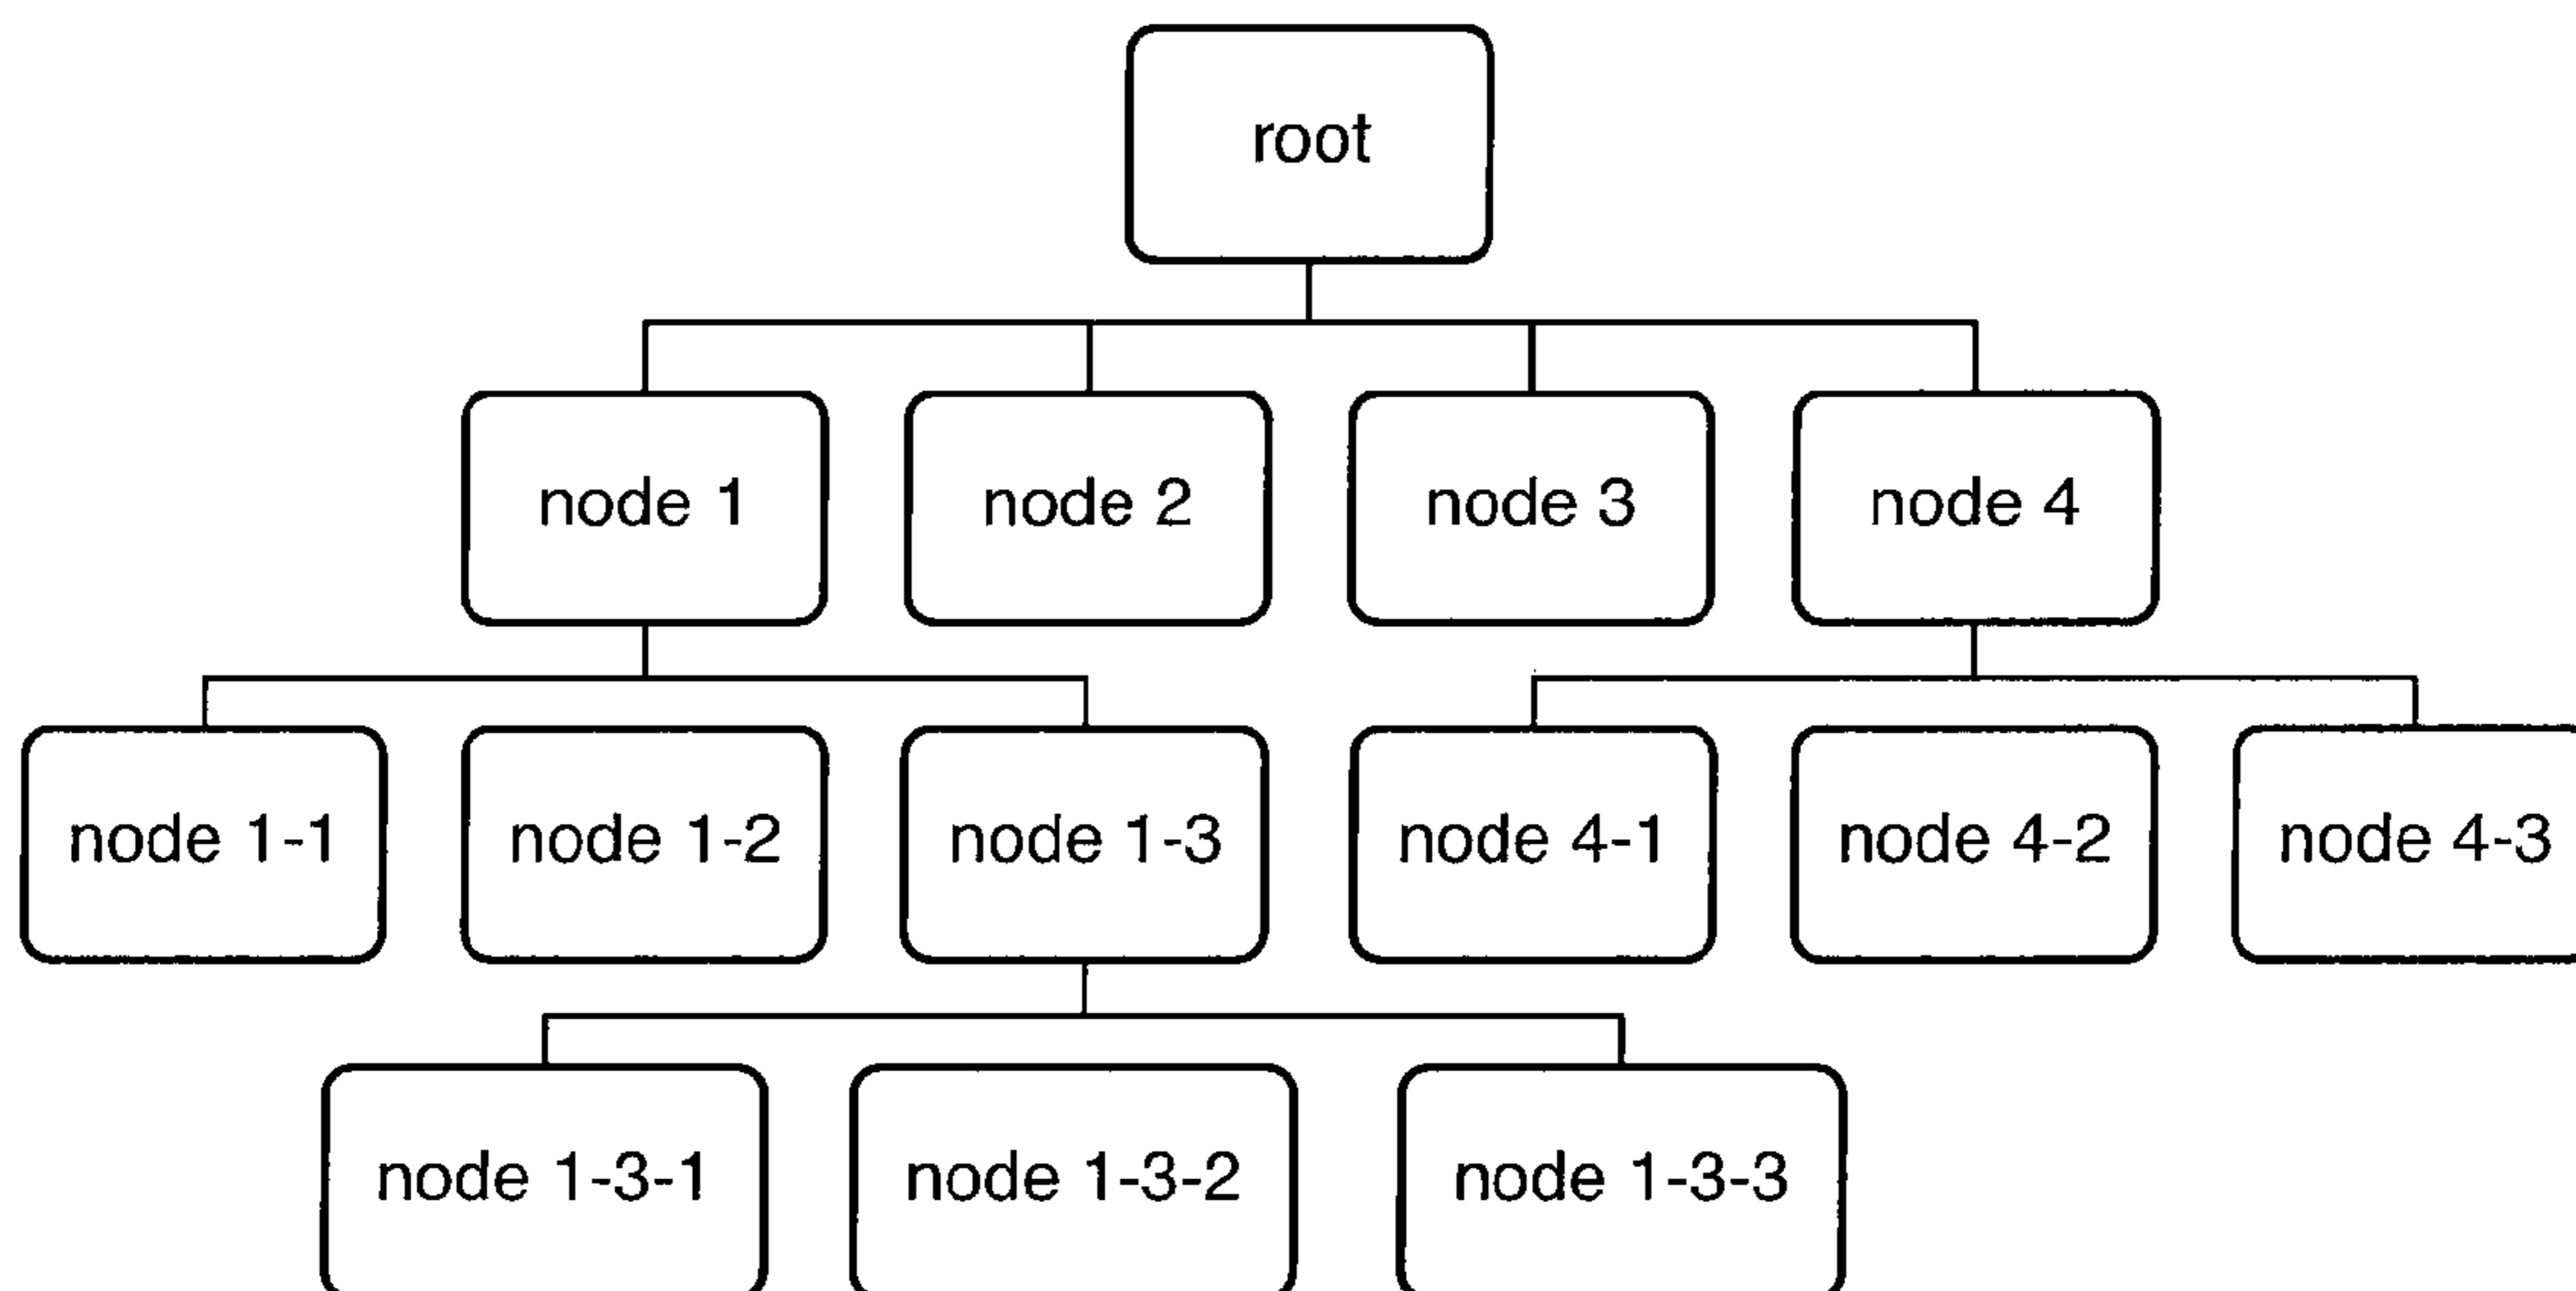 root
node 1
node 2
node 3
node 4
node 1-1
node 1-2
node 1-3
node 4-1
node 4-2
node 4-3
node 1-3-1
node 1-3-2
node 1-3-3